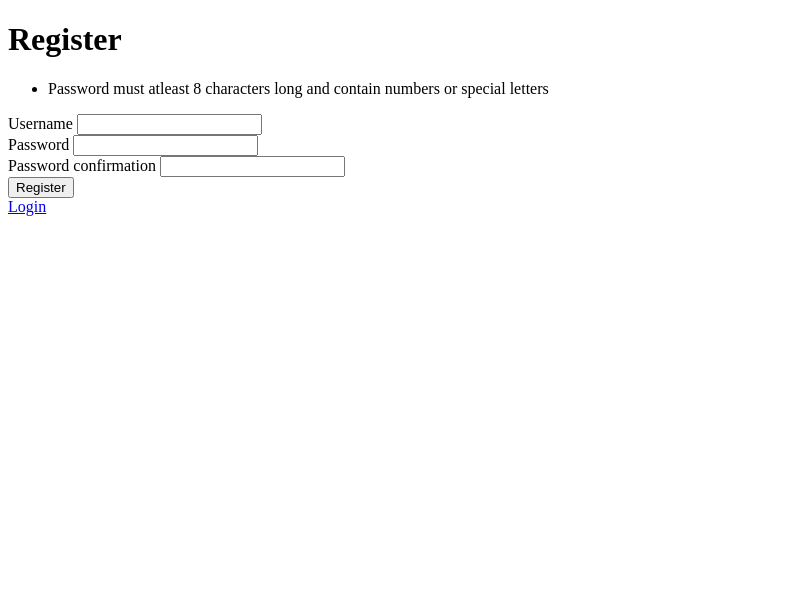 Register
Password must atleast 8 characters long and contain numbers or special letters
Username
Password
Password confirmation
Register
Login